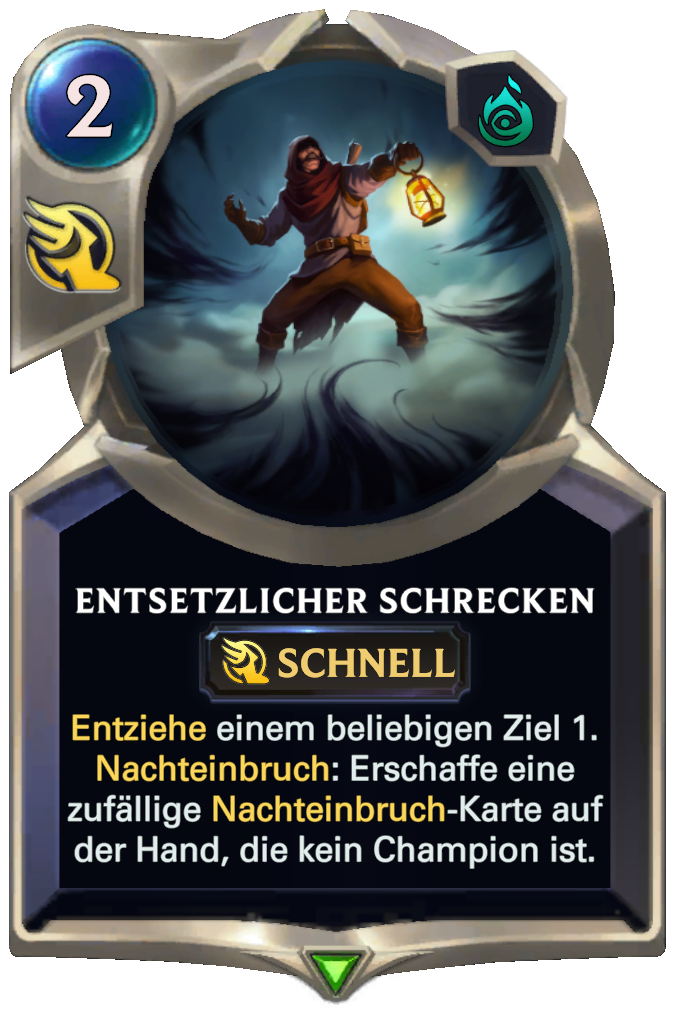 2
ENTSETZLICHER SCHRECKEN
SCHNELL
Entziehe einem beliebigen Ziel 1.
Nachteinbruch: Erschaffe eine
zufällige Nachteinbruch-Karte auf
der Hand, die kein Champion ist.